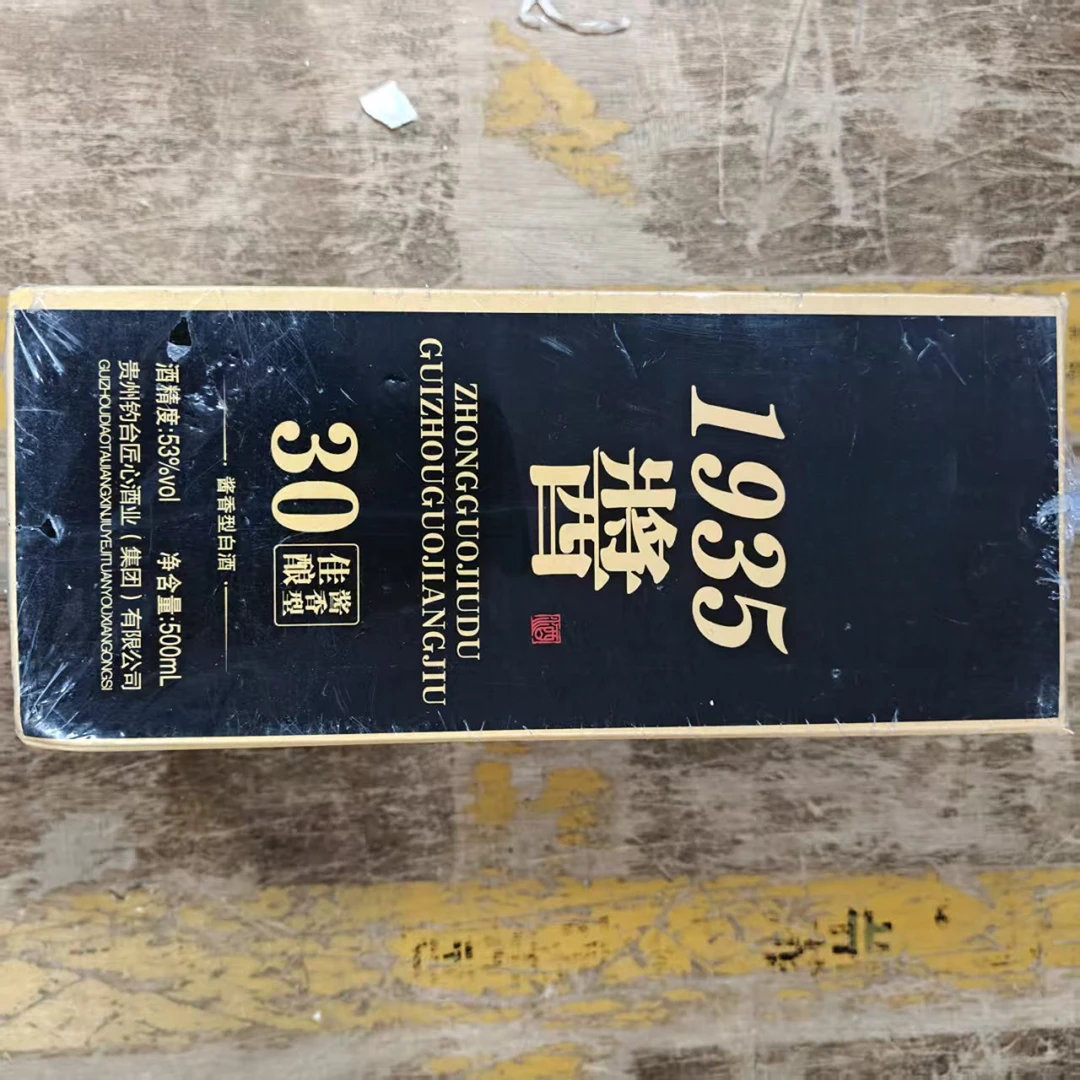 1935
醬
酒
ZHONGGUOJIUDU
GUIZHOUGUOJIANGJIU
30
酱香型
佳酿
酱香型白酒
酒精度:53%vol 净含量:500mL
贵州钓台匠心酒业（集团）有限公司
GUIZHOUDIAOTAIJIANGXINJIUYEJITUANYOUXIANGONGSI